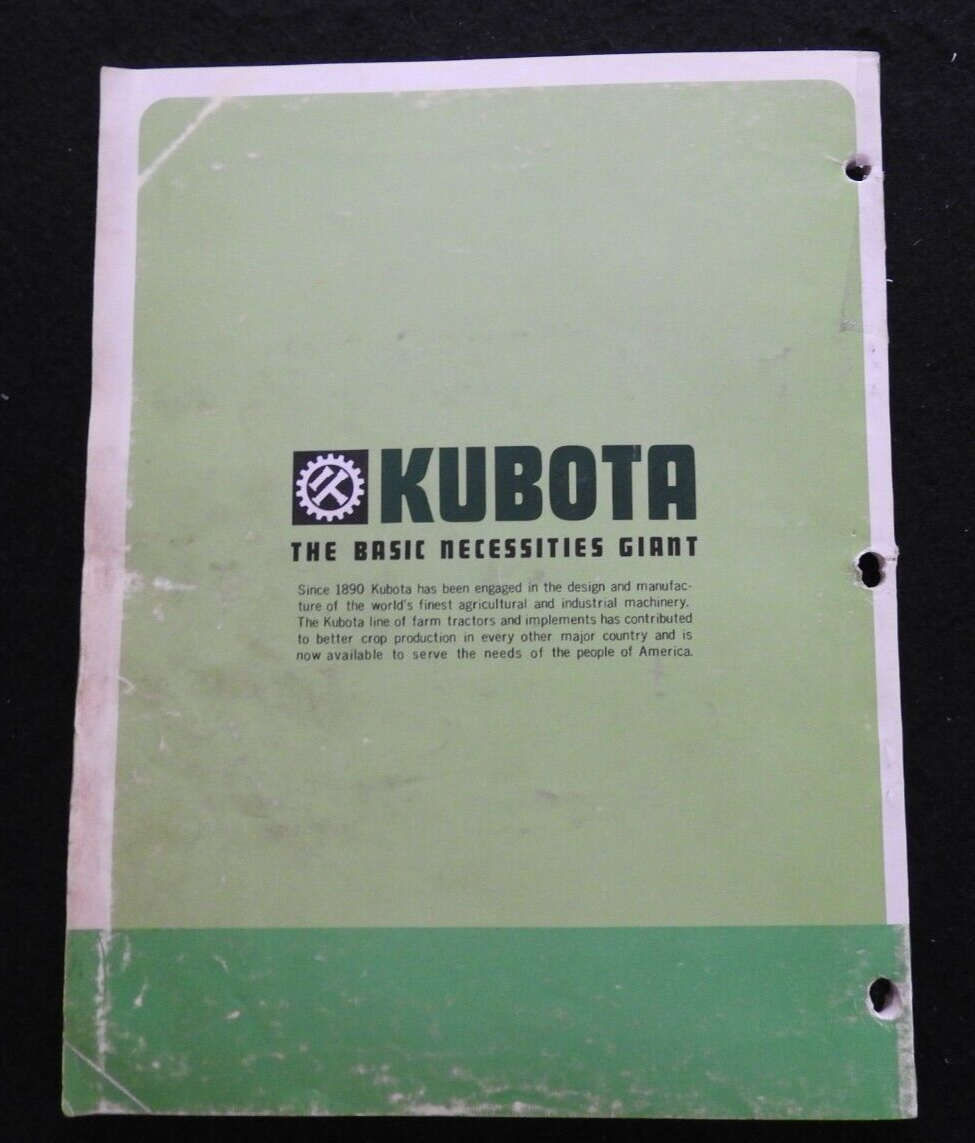 KUBOTA
THE BASIC NECESSITIES GIANT
Since 1890 Kubota has been engaged in the design and manufac-
ture of the world's finest agricultural and industrial machinery.
The Kubota line of farm tractors and implements has contributed
to better crop production in every other major country and is
now available to serve the needs of the people of America.